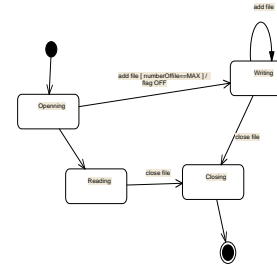 add file
Writing
add file [ numberOffile==MAX ] /
flag OFF
Openning
close file
Reading
close file
Closing